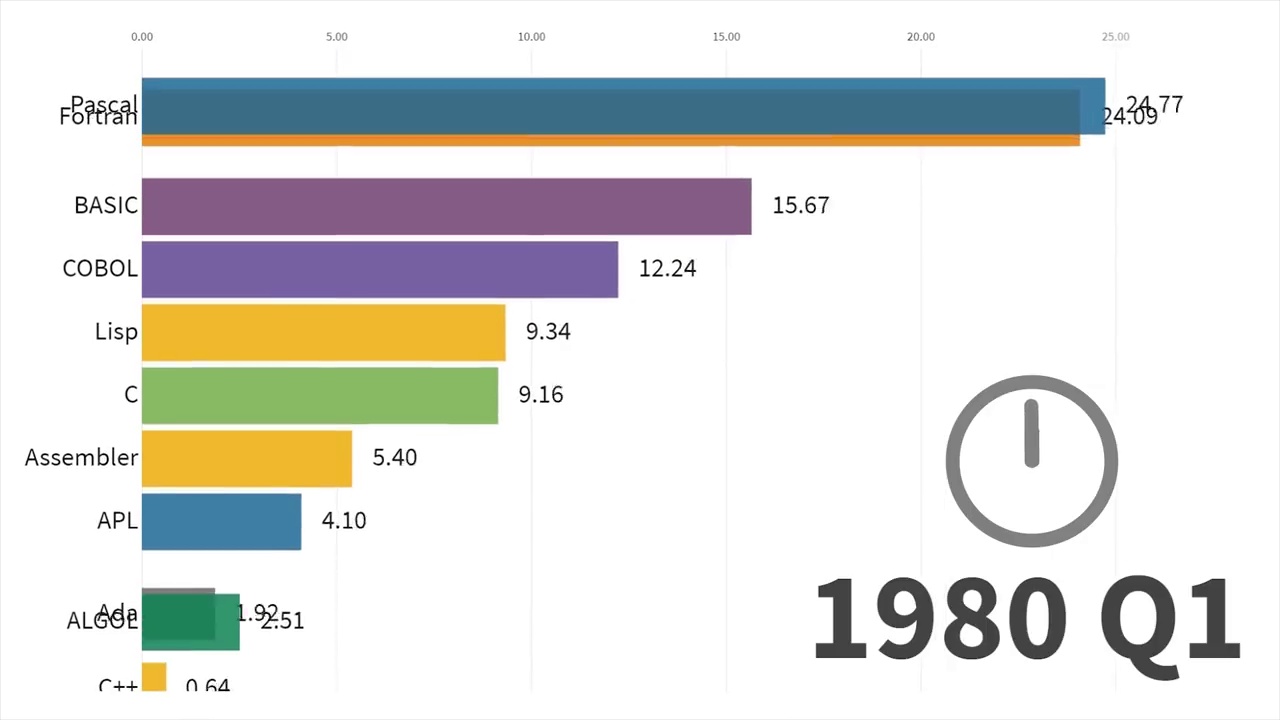 0.00 5.00 10.00 15.00 20.00 25.00
Pascal 24.77
Fortran 24.09
BASIC 15.67
COBOL 12.24
Lisp 9.34
C 9.16
Assembler 5.40
APL 4.10
Ada 1.92
ALGOL 2.51
C++ 0.64
1980 Q1